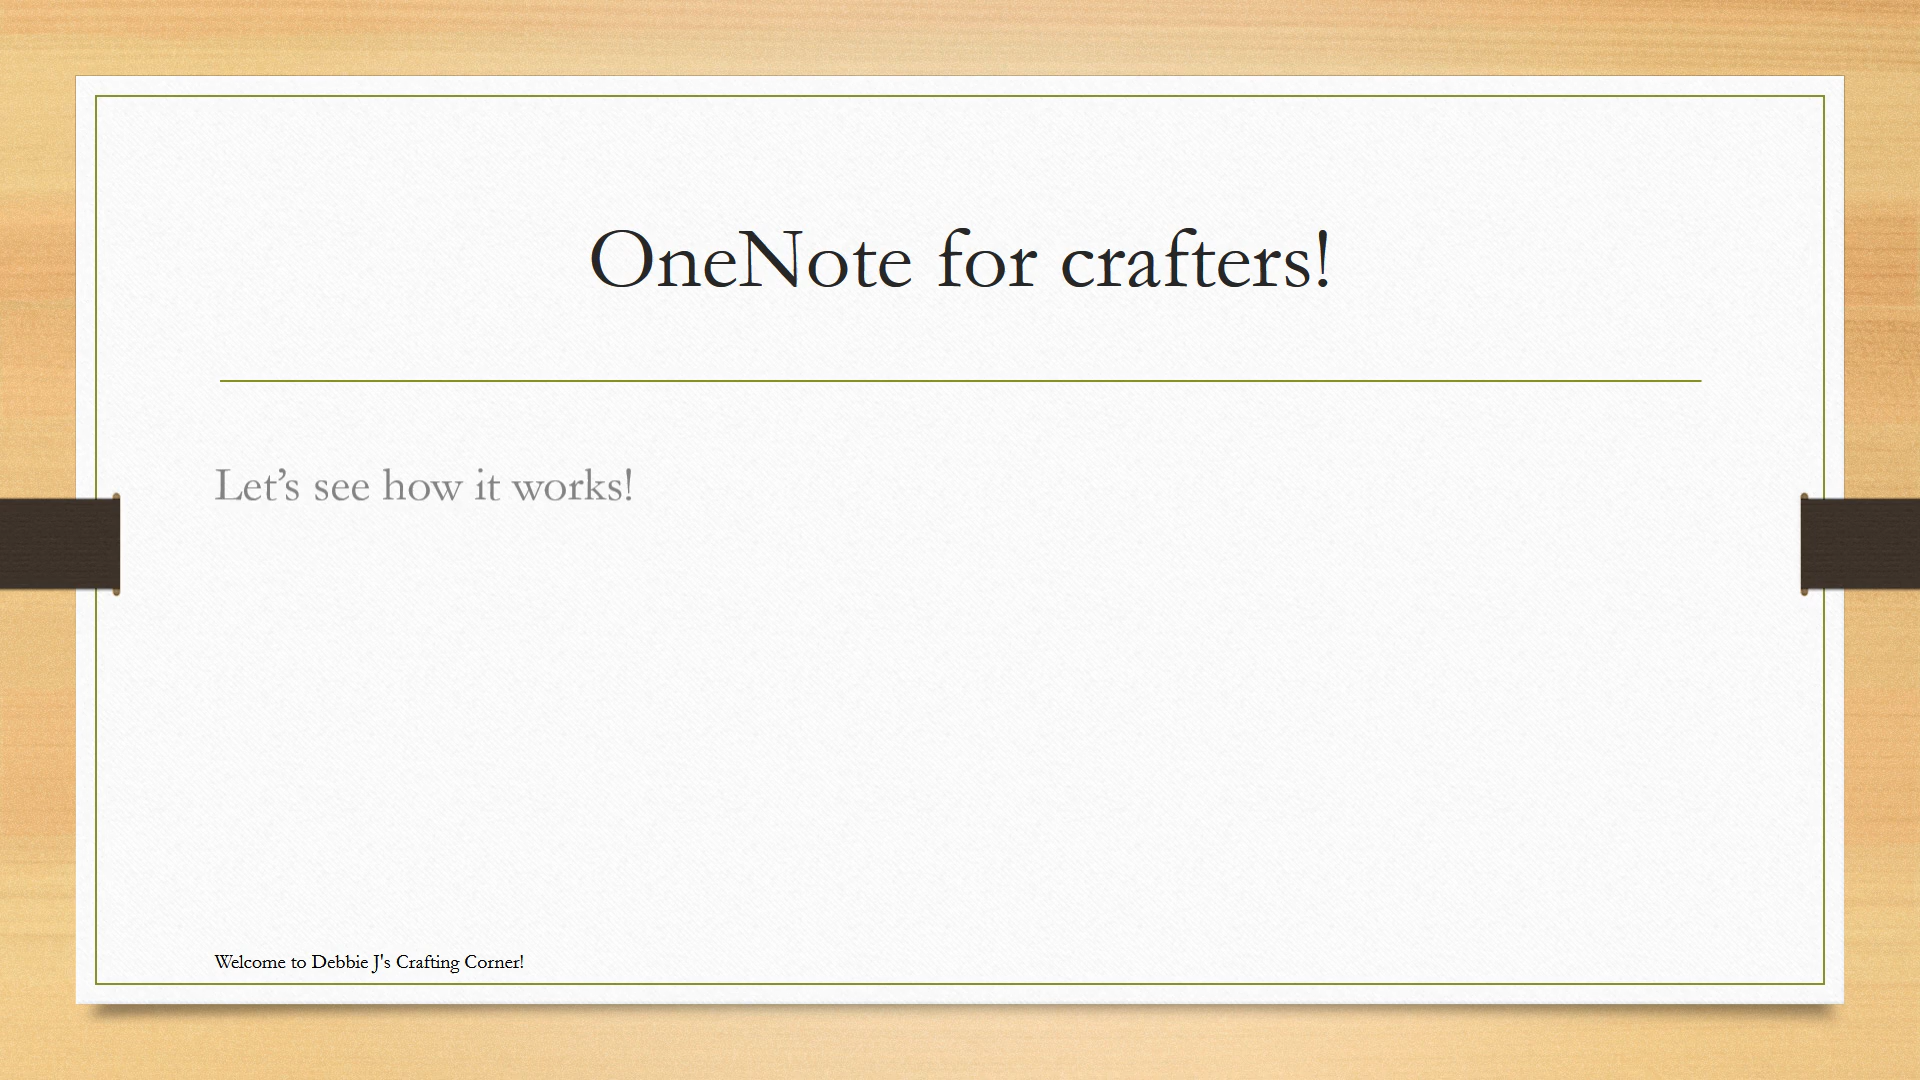 OneNote for crafters!
Let’s see how it works!
Welcome to Debbie J's Crafting Corner!